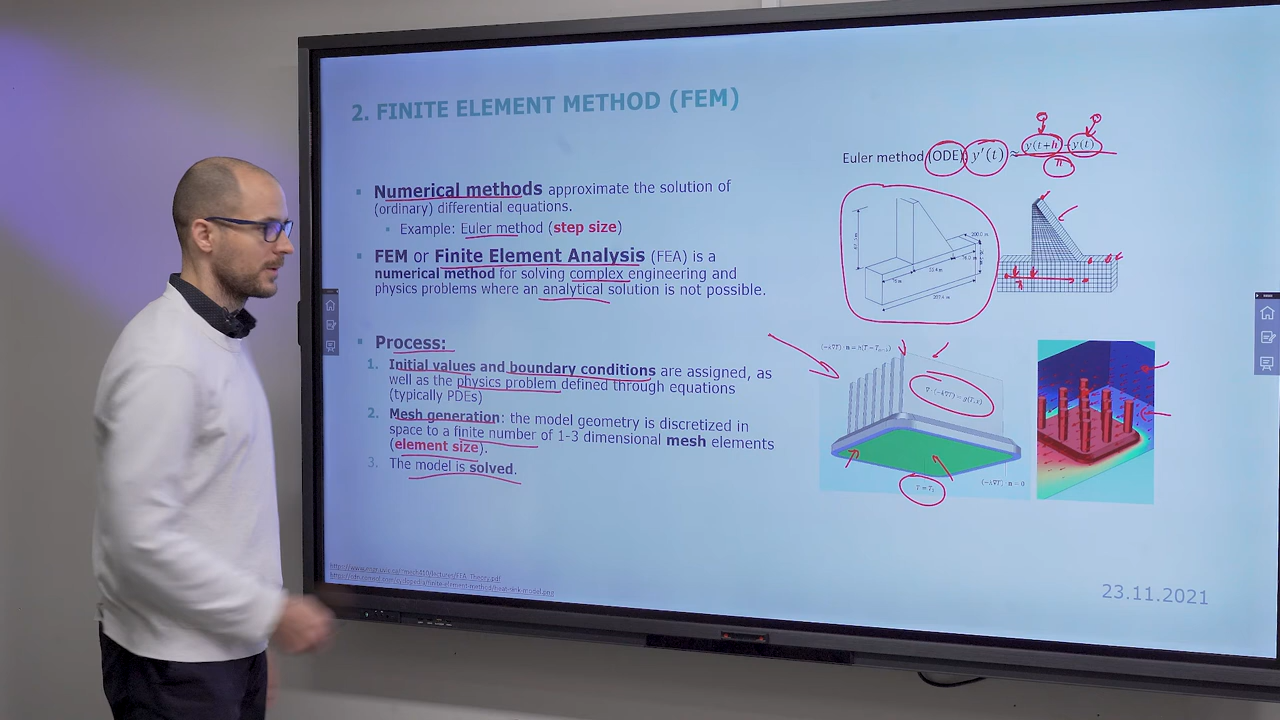 2. FINITE ELEMENT METHOD (FEM)
Numerical methods approximate the solution of
(ordinary) differential equations.
Example: Euler method (step size)
FEM or Finite Element Analysis (FEA) is a
numerical method for solving complex engineering and
physics problems where an analytical solution is not possible.
Process:
1. Initial values and boundary conditions are assigned, as
well as the physics problem defined through equations
(typically PDEs)
2. Mesh generation: the model geometry is discretized in
space to a finite number of 1-3 dimensional mesh elements
(element size).
3. The model is solved.
Euler method (ODE) y'(t) ≈ y(t+h) - y(t)
h
(-k∇T) · n = 0
23.11.2021